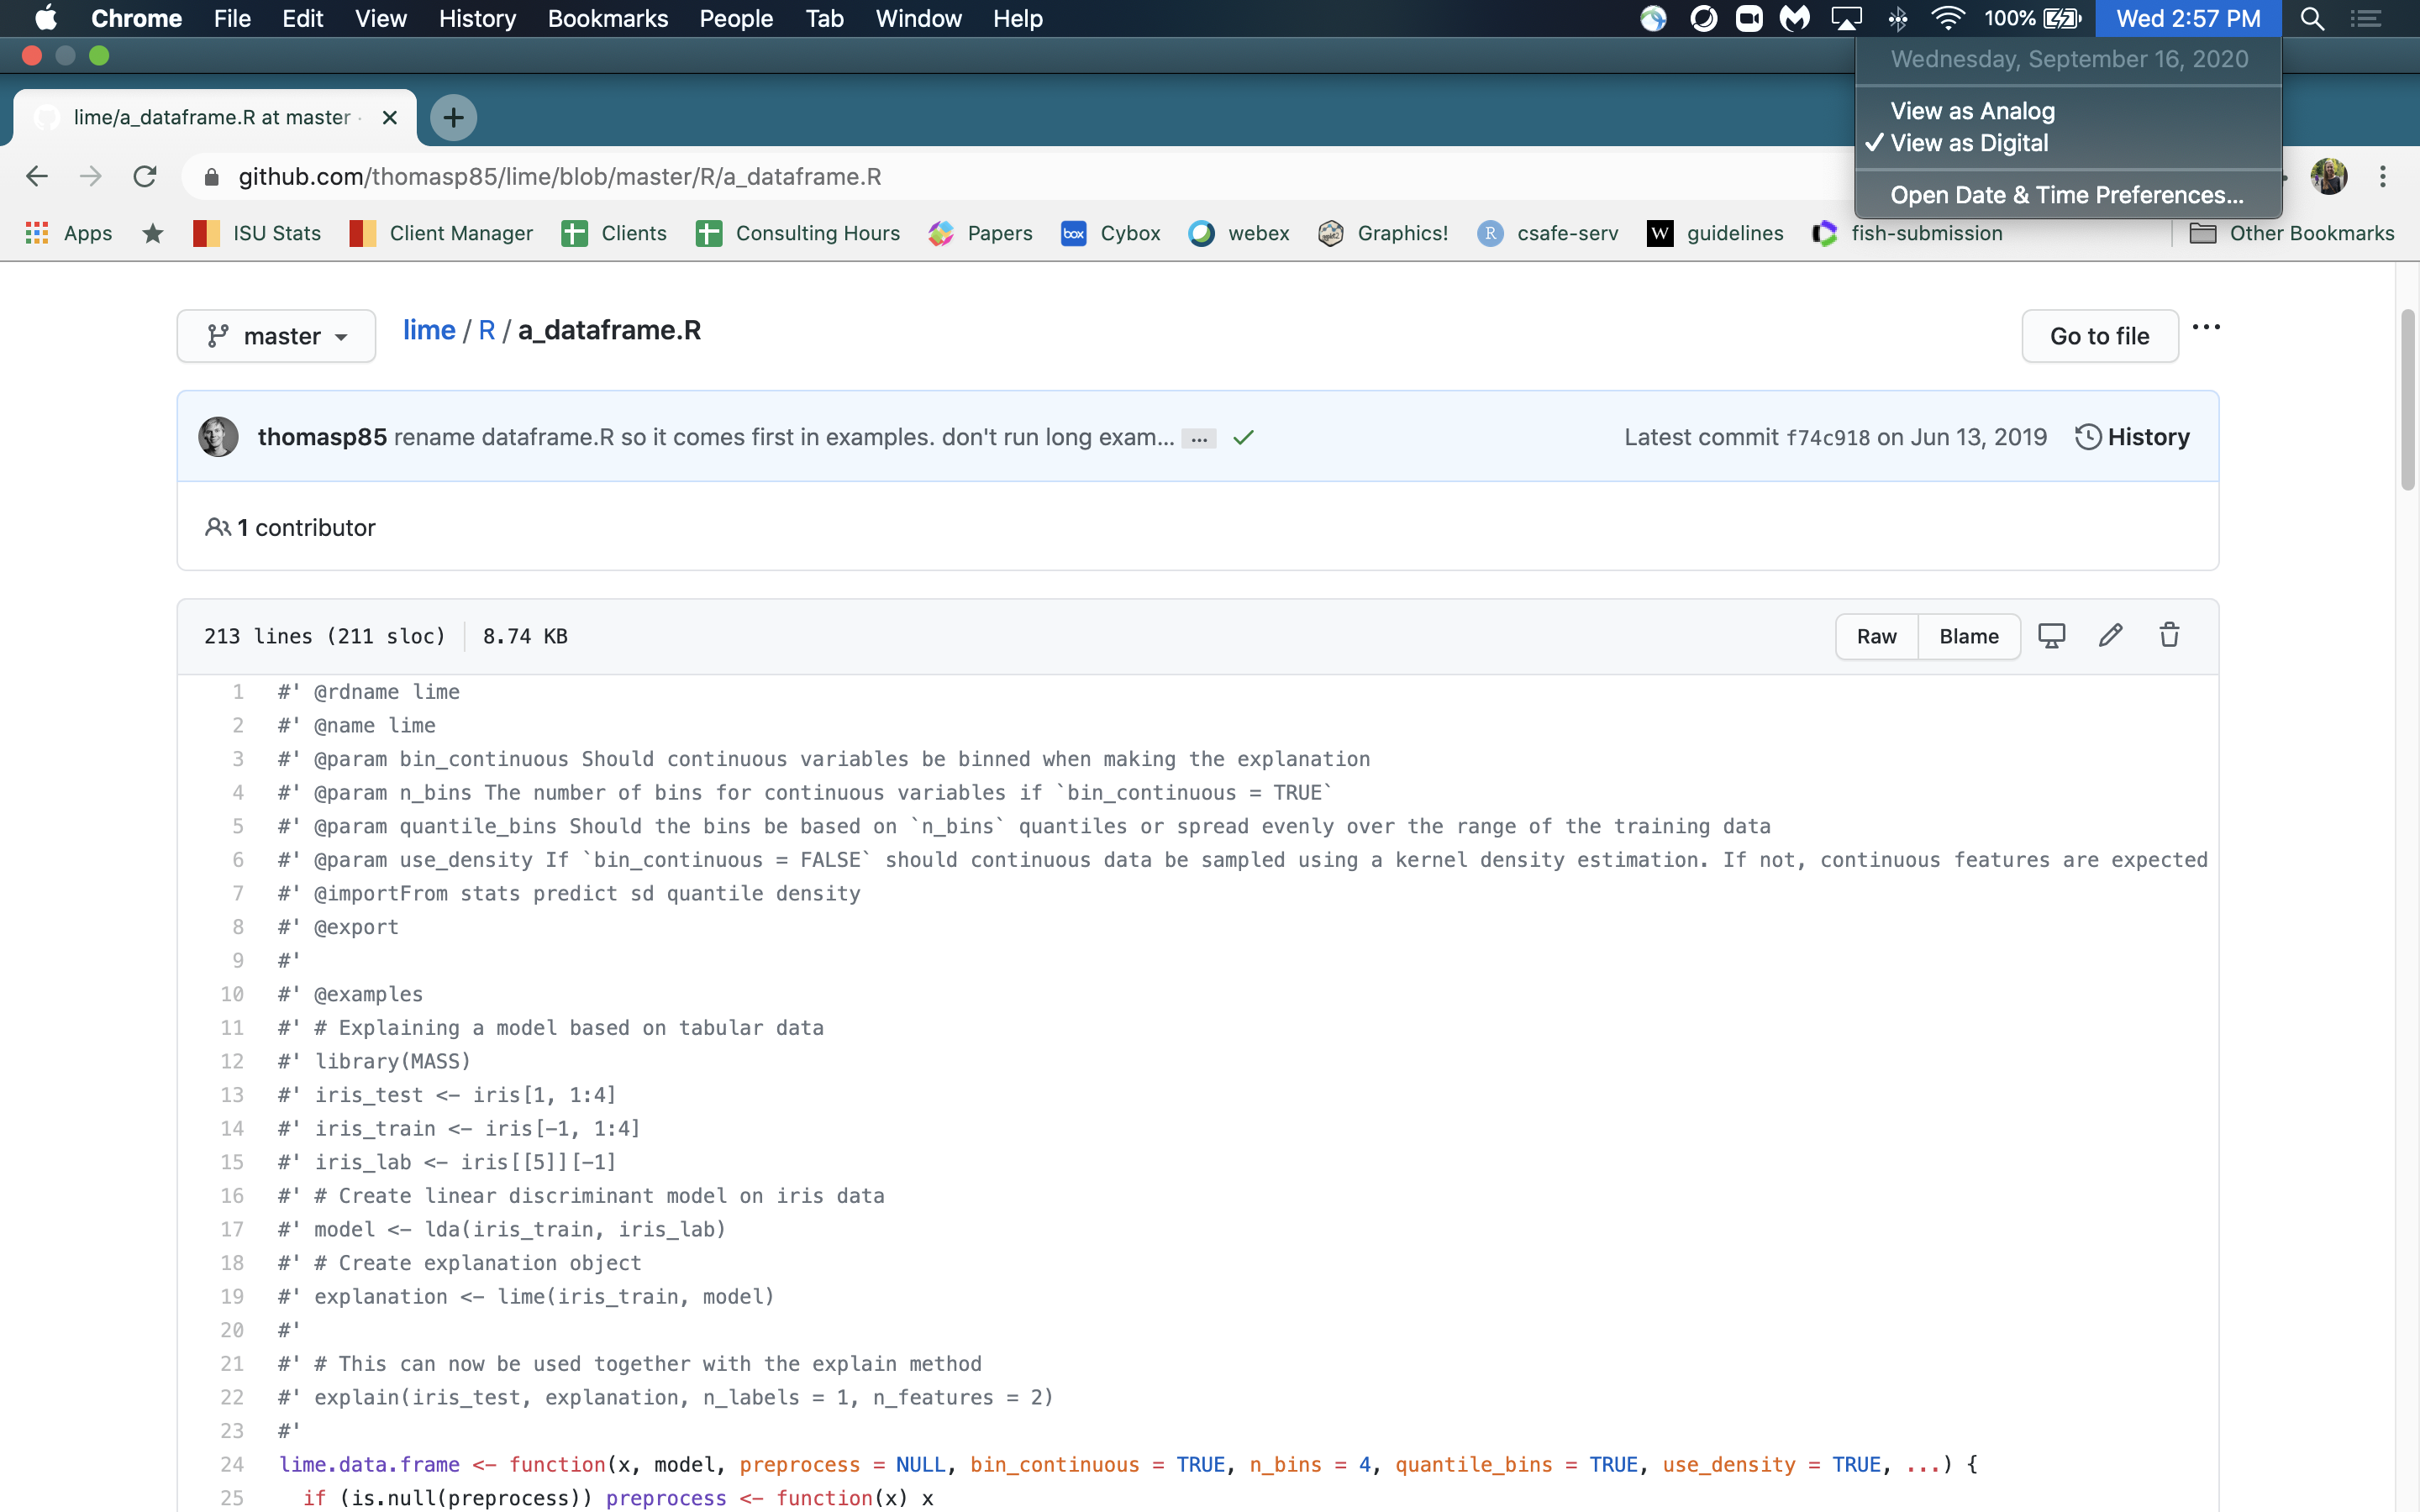 Chrome File Edit View History Bookmarks People Tab Window Help 100% Wed 2:57 PM
Wednesday, September 16, 2020
View as Analog
✓ View as Digital
Open Date & Time Preferences...
lime/a_dataframe.R at master
github.com/thomasp85/lime/blob/master/R/a_dataframe.R
Apps ISU Stats Client Manager Clients Consulting Hours Papers box Cybox webex Graphics! R csafe-serv W guidelines fish-submission Other Bookmarks
master lime / R / a_dataframe.R Go to file ...
thomasp85 rename dataframe.R so it comes first in examples. don't run long exam... ... ✓ Latest commit f74c918 on Jun 13, 2019 History
1 contributor
213 lines (211 sloc) 8.74 KB Raw Blame
1 #' @rdname lime
2 #' @name lime
3 #' @param bin_continuous Should continuous variables be binned when making the explanation
4 #' @param n_bins The number of bins for continuous variables if `bin_continuous = TRUE`
5 #' @param quantile_bins Should the bins be based on `n_bins` quantiles or spread evenly over the range of the training data
6 #' @param use_density If `bin_continuous = FALSE` should continuous data be sampled using a kernel density estimation. If not, continuous features are expected
7 #' @importFrom stats predict sd quantile density
8 #' @export
9 #'
10 #' @examples
11 #' # Explaining a model based on tabular data
12 #' library(MASS)
13 #' iris_test <- iris[1, 1:4]
14 #' iris_train <- iris[-1, 1:4]
15 #' iris_lab <- iris[[5]][-1]
16 #' # Create linear discriminant model on iris data
17 #' model <- lda(iris_train, iris_lab)
18 #' # Create explanation object
19 #' explanation <- lime(iris_train, model)
20 #'
21 #' # This can now be used together with the explain method
22 #' explain(iris_test, explanation, n_labels = 1, n_features = 2)
23 #'
24 lime.data.frame <- function(x, model, preprocess = NULL, bin_continuous = TRUE, n_bins = 4, quantile_bins = TRUE, use_density = TRUE, ...) {
25 if (is.null(preprocess)) preprocess <- function(x) x